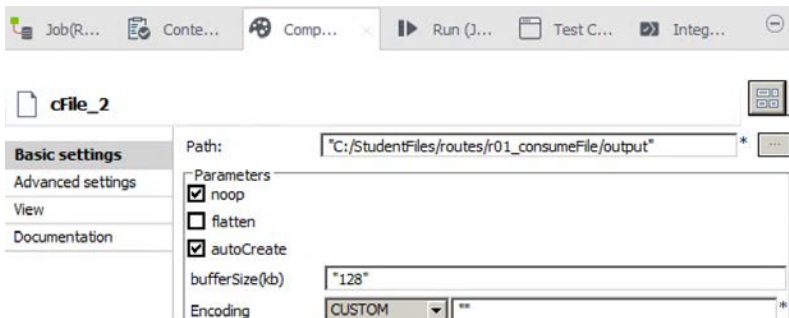 Job(R... Conte... Comp... Run (J... Test C... Integ...
cFile_2
Basic settings
Advanced settings
View
Documentation
Path: "C:/StudentFiles/routes/r01_consumeFile/output" * ...
Parameters
noop
flatten
autoCreate
bufferSize(kb) "128"
Encoding CUSTOM "" *